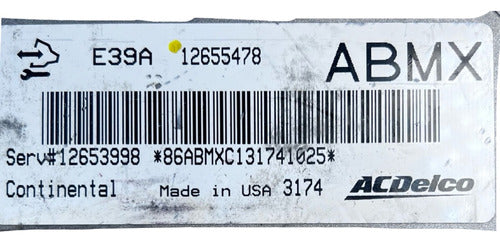 E39A 12655478 ABMX
Serv#12653998 *86ABMXC131741025*
Continental Made in USA 3174 ACDelco